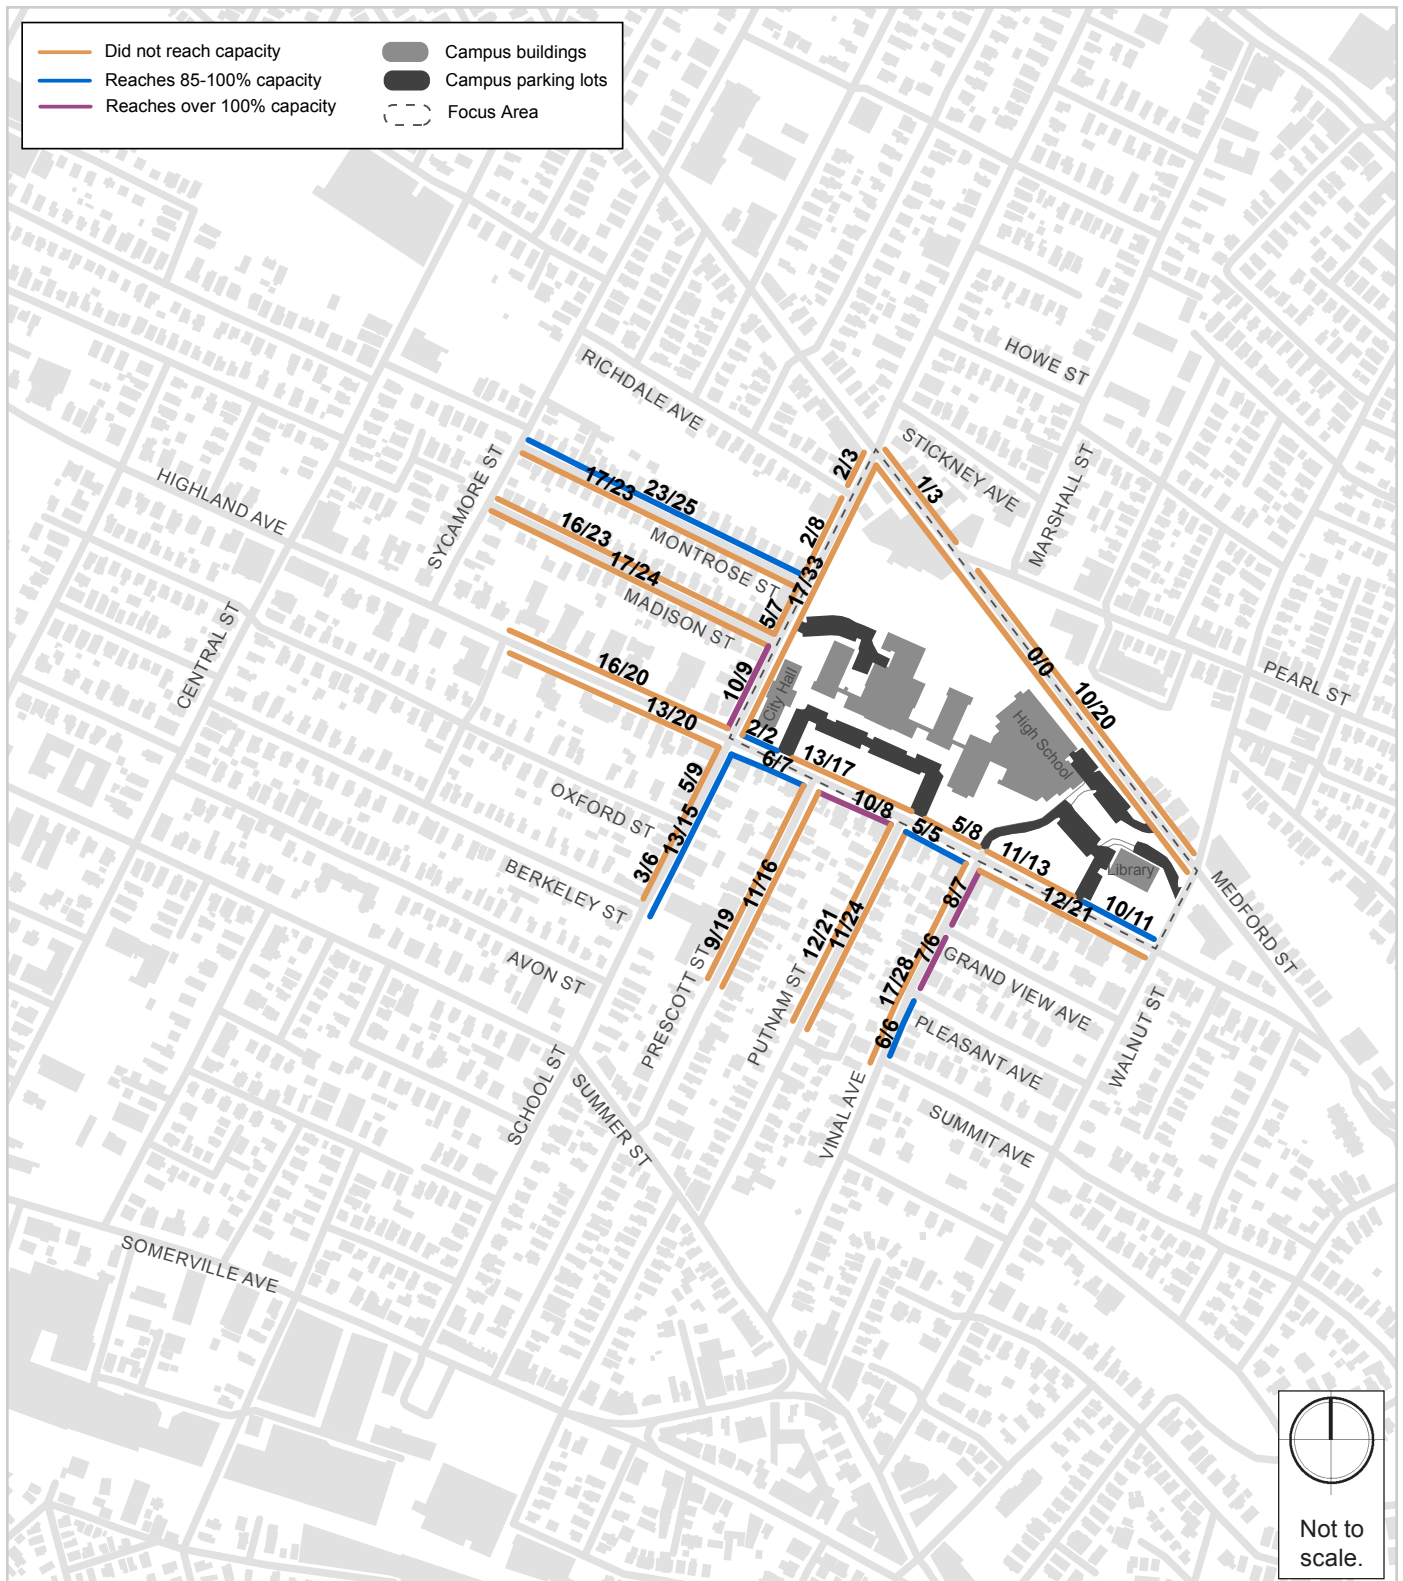 Did not reach capacity
Reaches 85-100% capacity
Reaches over 100% capacity
Campus buildings
Campus parking lots
Focus Area
HOWE ST
RICHDALE AVE
STICKNEY AVE
MARSHALL ST
SYCAMORE ST
HIGHLAND AVE
2/3
1/3
17/23
23/25
2/8
16/23
17/24
MONTROSE ST
17/33
5/7
MADISON ST
CENTRAL ST
0/0
10/20
PEARL ST
16/20
13/20
10/9
City Hall
High School
2/2
6/7
13/17
5/9
13/15
3/6
OXFORD ST
BERKELEY ST
10/8
5/5
5/8
11/13
Library
12/21
10/11
MEDFORD ST
11/16
9/19
12/21
11/24
8/7
7/6
17/28
6/6
GRAND VIEW AVE
PLEASANT AVE
AVON ST
PRESCOTT ST
PUTNAM ST
VINAL AVE
WALNUT ST
SUMMIT AVE
SCHOOL ST
SUMMER ST
SOMERVILLE AVE
Not to
scale.